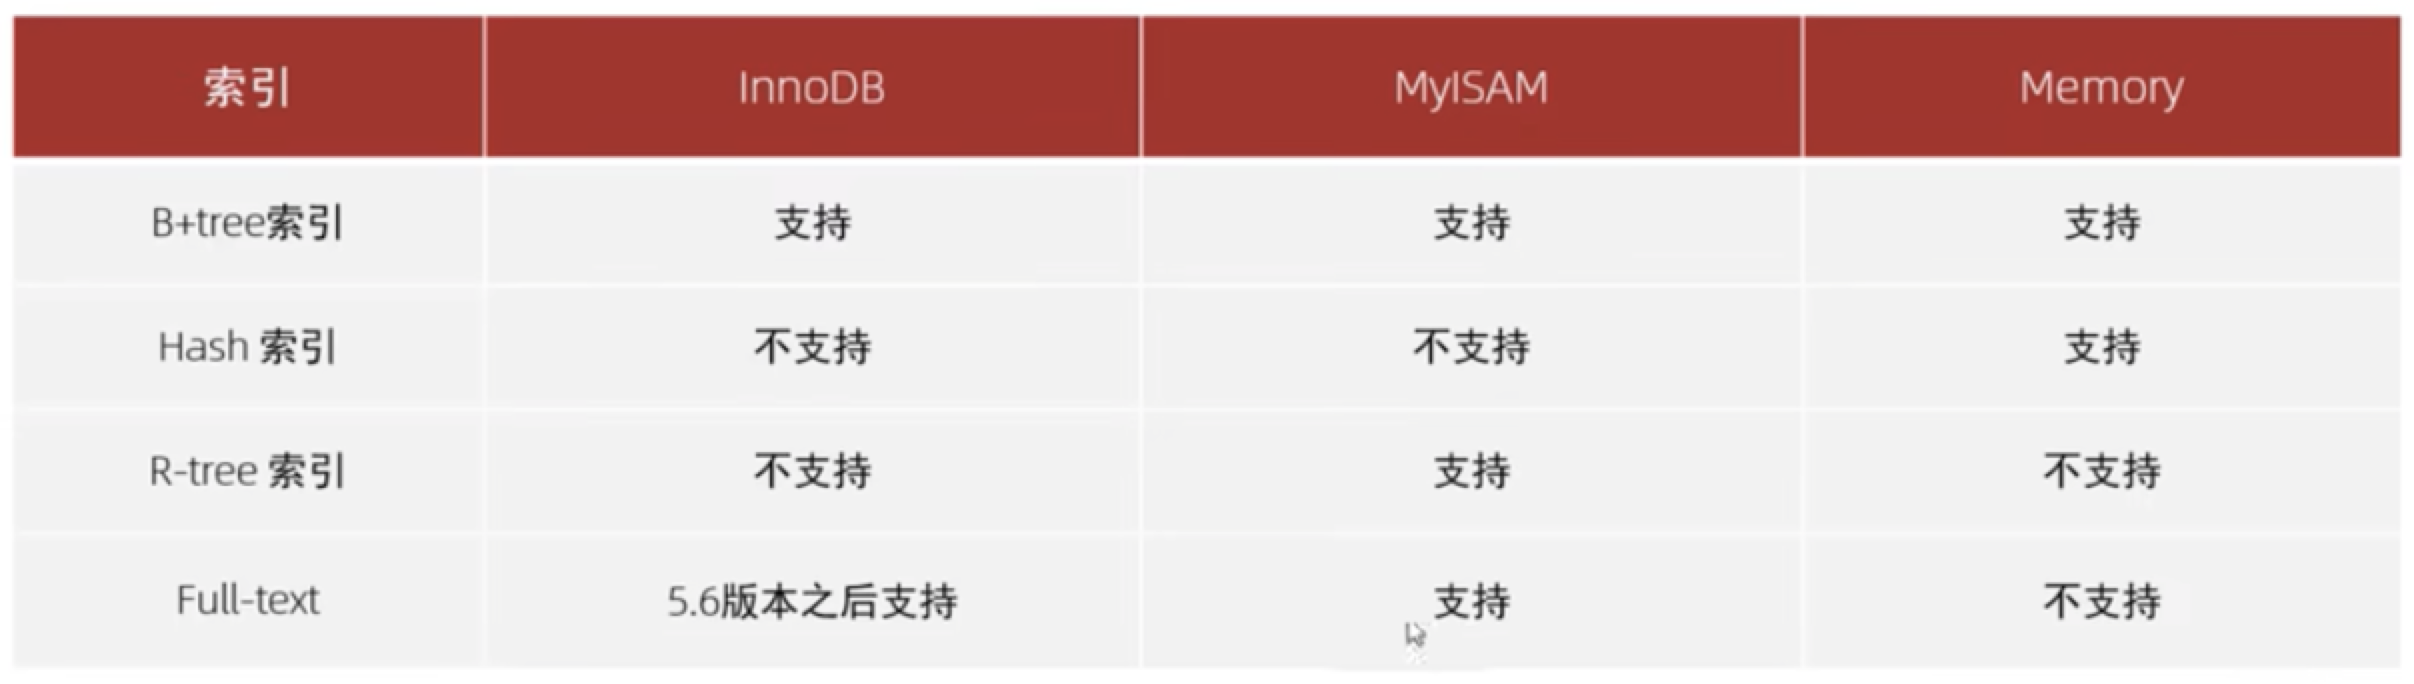 索引 InnoDB MyISAM Memory
B+tree索引 支持 支持 支持
Hash 索引 不支持 不支持 支持
R-tree 索引 不支持 支持 不支持
Full-text 5.6版本之后支持 支持 不支持